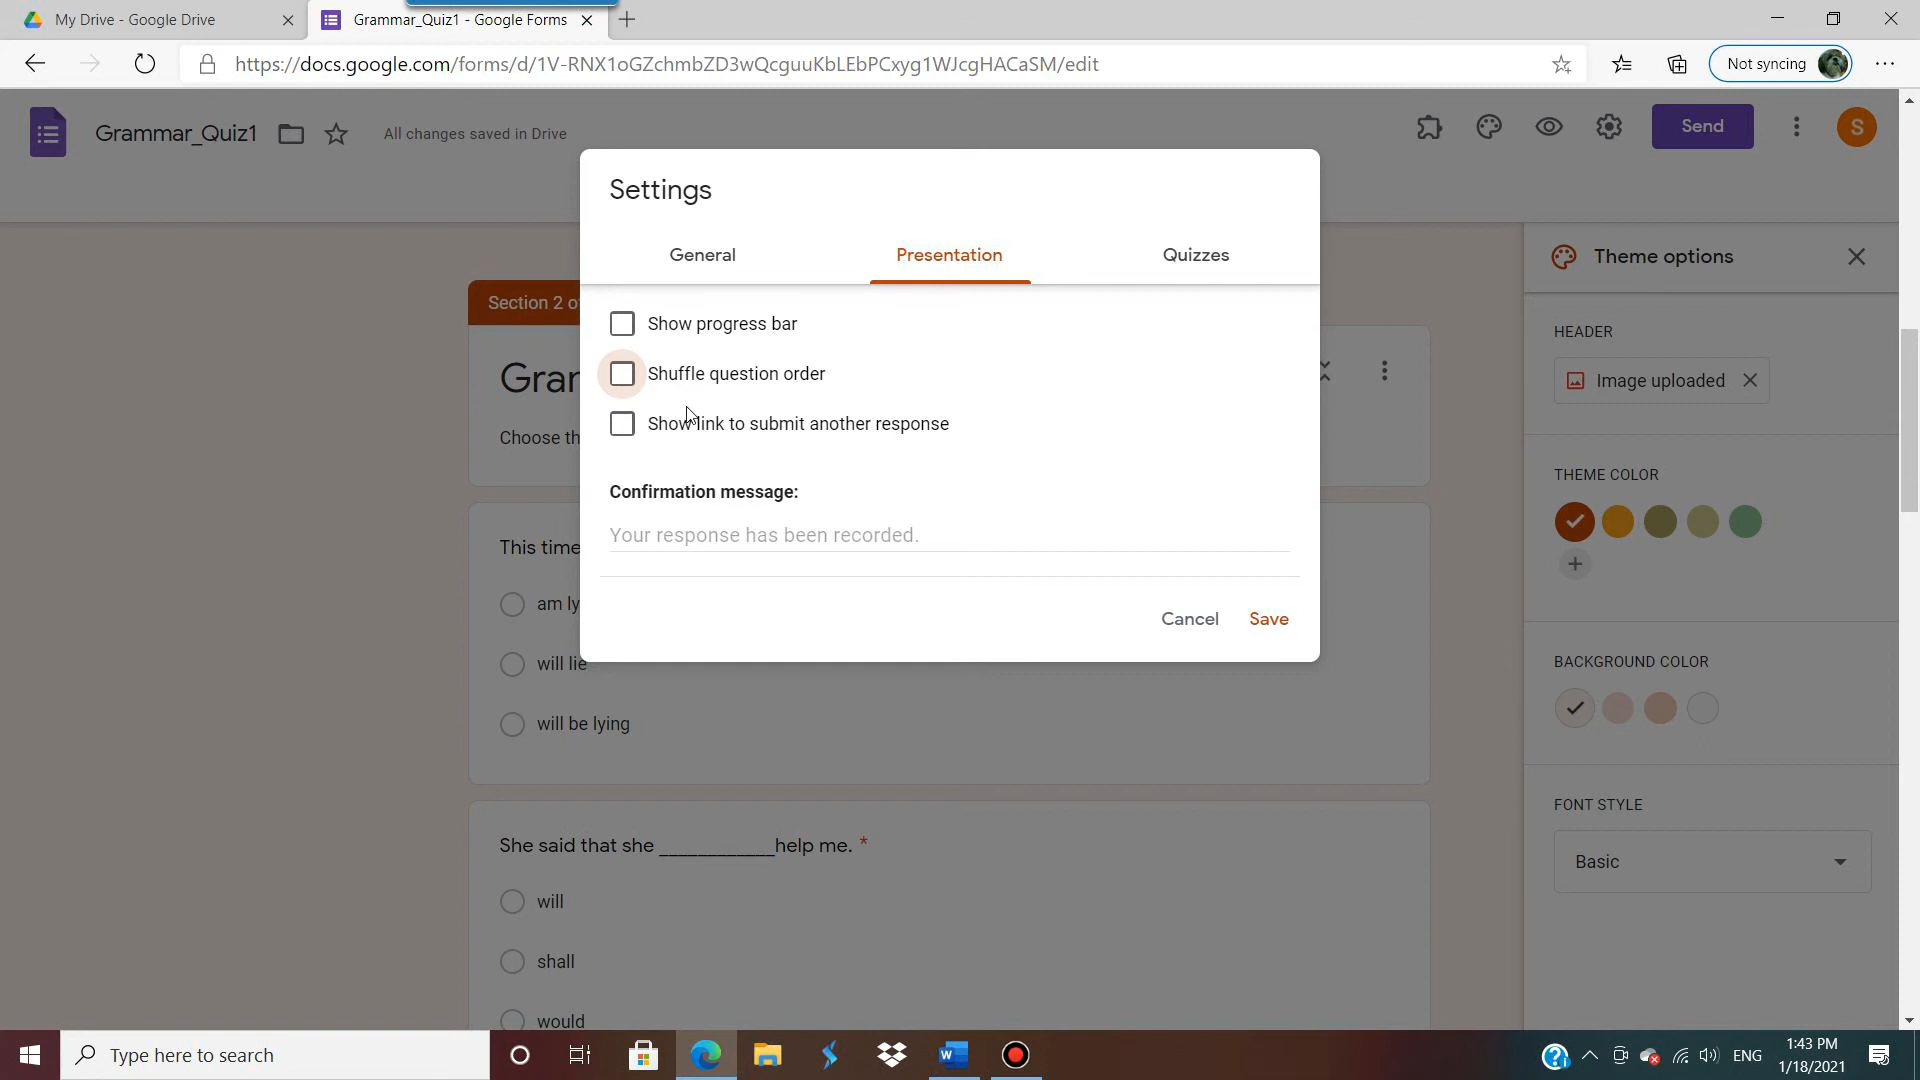 My Drive - Google Drive
Grammar_Quiz1 - Google Forms
https://docs.google.com/forms/d/1V-RNX1oGZchmbZD3wQcguuKbLEbPCxyg1WJcgHACaSM/edit
Not syncing
Grammar_Quiz1
All changes saved in Drive
Send
S
Settings
General
Presentation
Quizzes
Show progress bar
Shuffle question order
Show link to submit another response
Confirmation message:
Your response has been recorded.
Cancel
Save
Section 2 o
Gran
Choose th
This time
am ly
will lie
will be lying
She said that she ____________help me. *
will
shall
would
Theme options
HEADER
Image uploaded
THEME COLOR
BACKGROUND COLOR
FONT STYLE
Basic
Type here to search
ENG
1:43 PM
1/18/2021